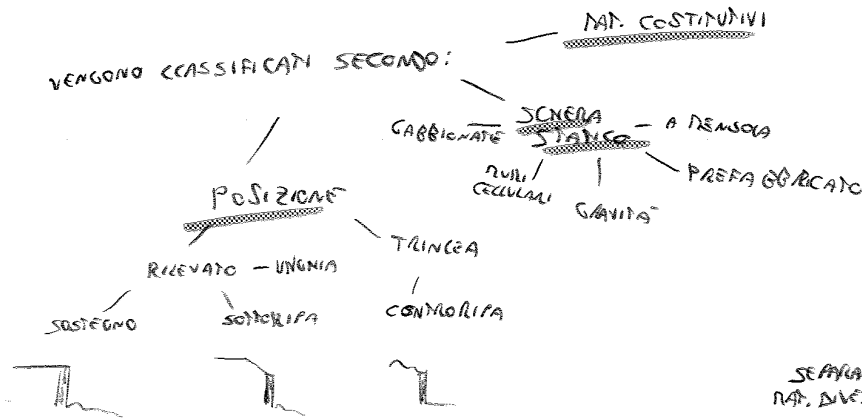 MAT. COSTITUTIVI
VENGONO CLASSIFICATI SECONDO:
SCHEMA
STATICO
GABBIONATE
A MENSOLA
MURI
CELLULARI
GRAVITÀ
PREFABBRICATO
POSIZIONE
TRINCEA
RILEVATO - UNGHIA
SOSTEGNO
SOTTORIPA
CONTRORIPA
SEPARA
MAT. DIVE.